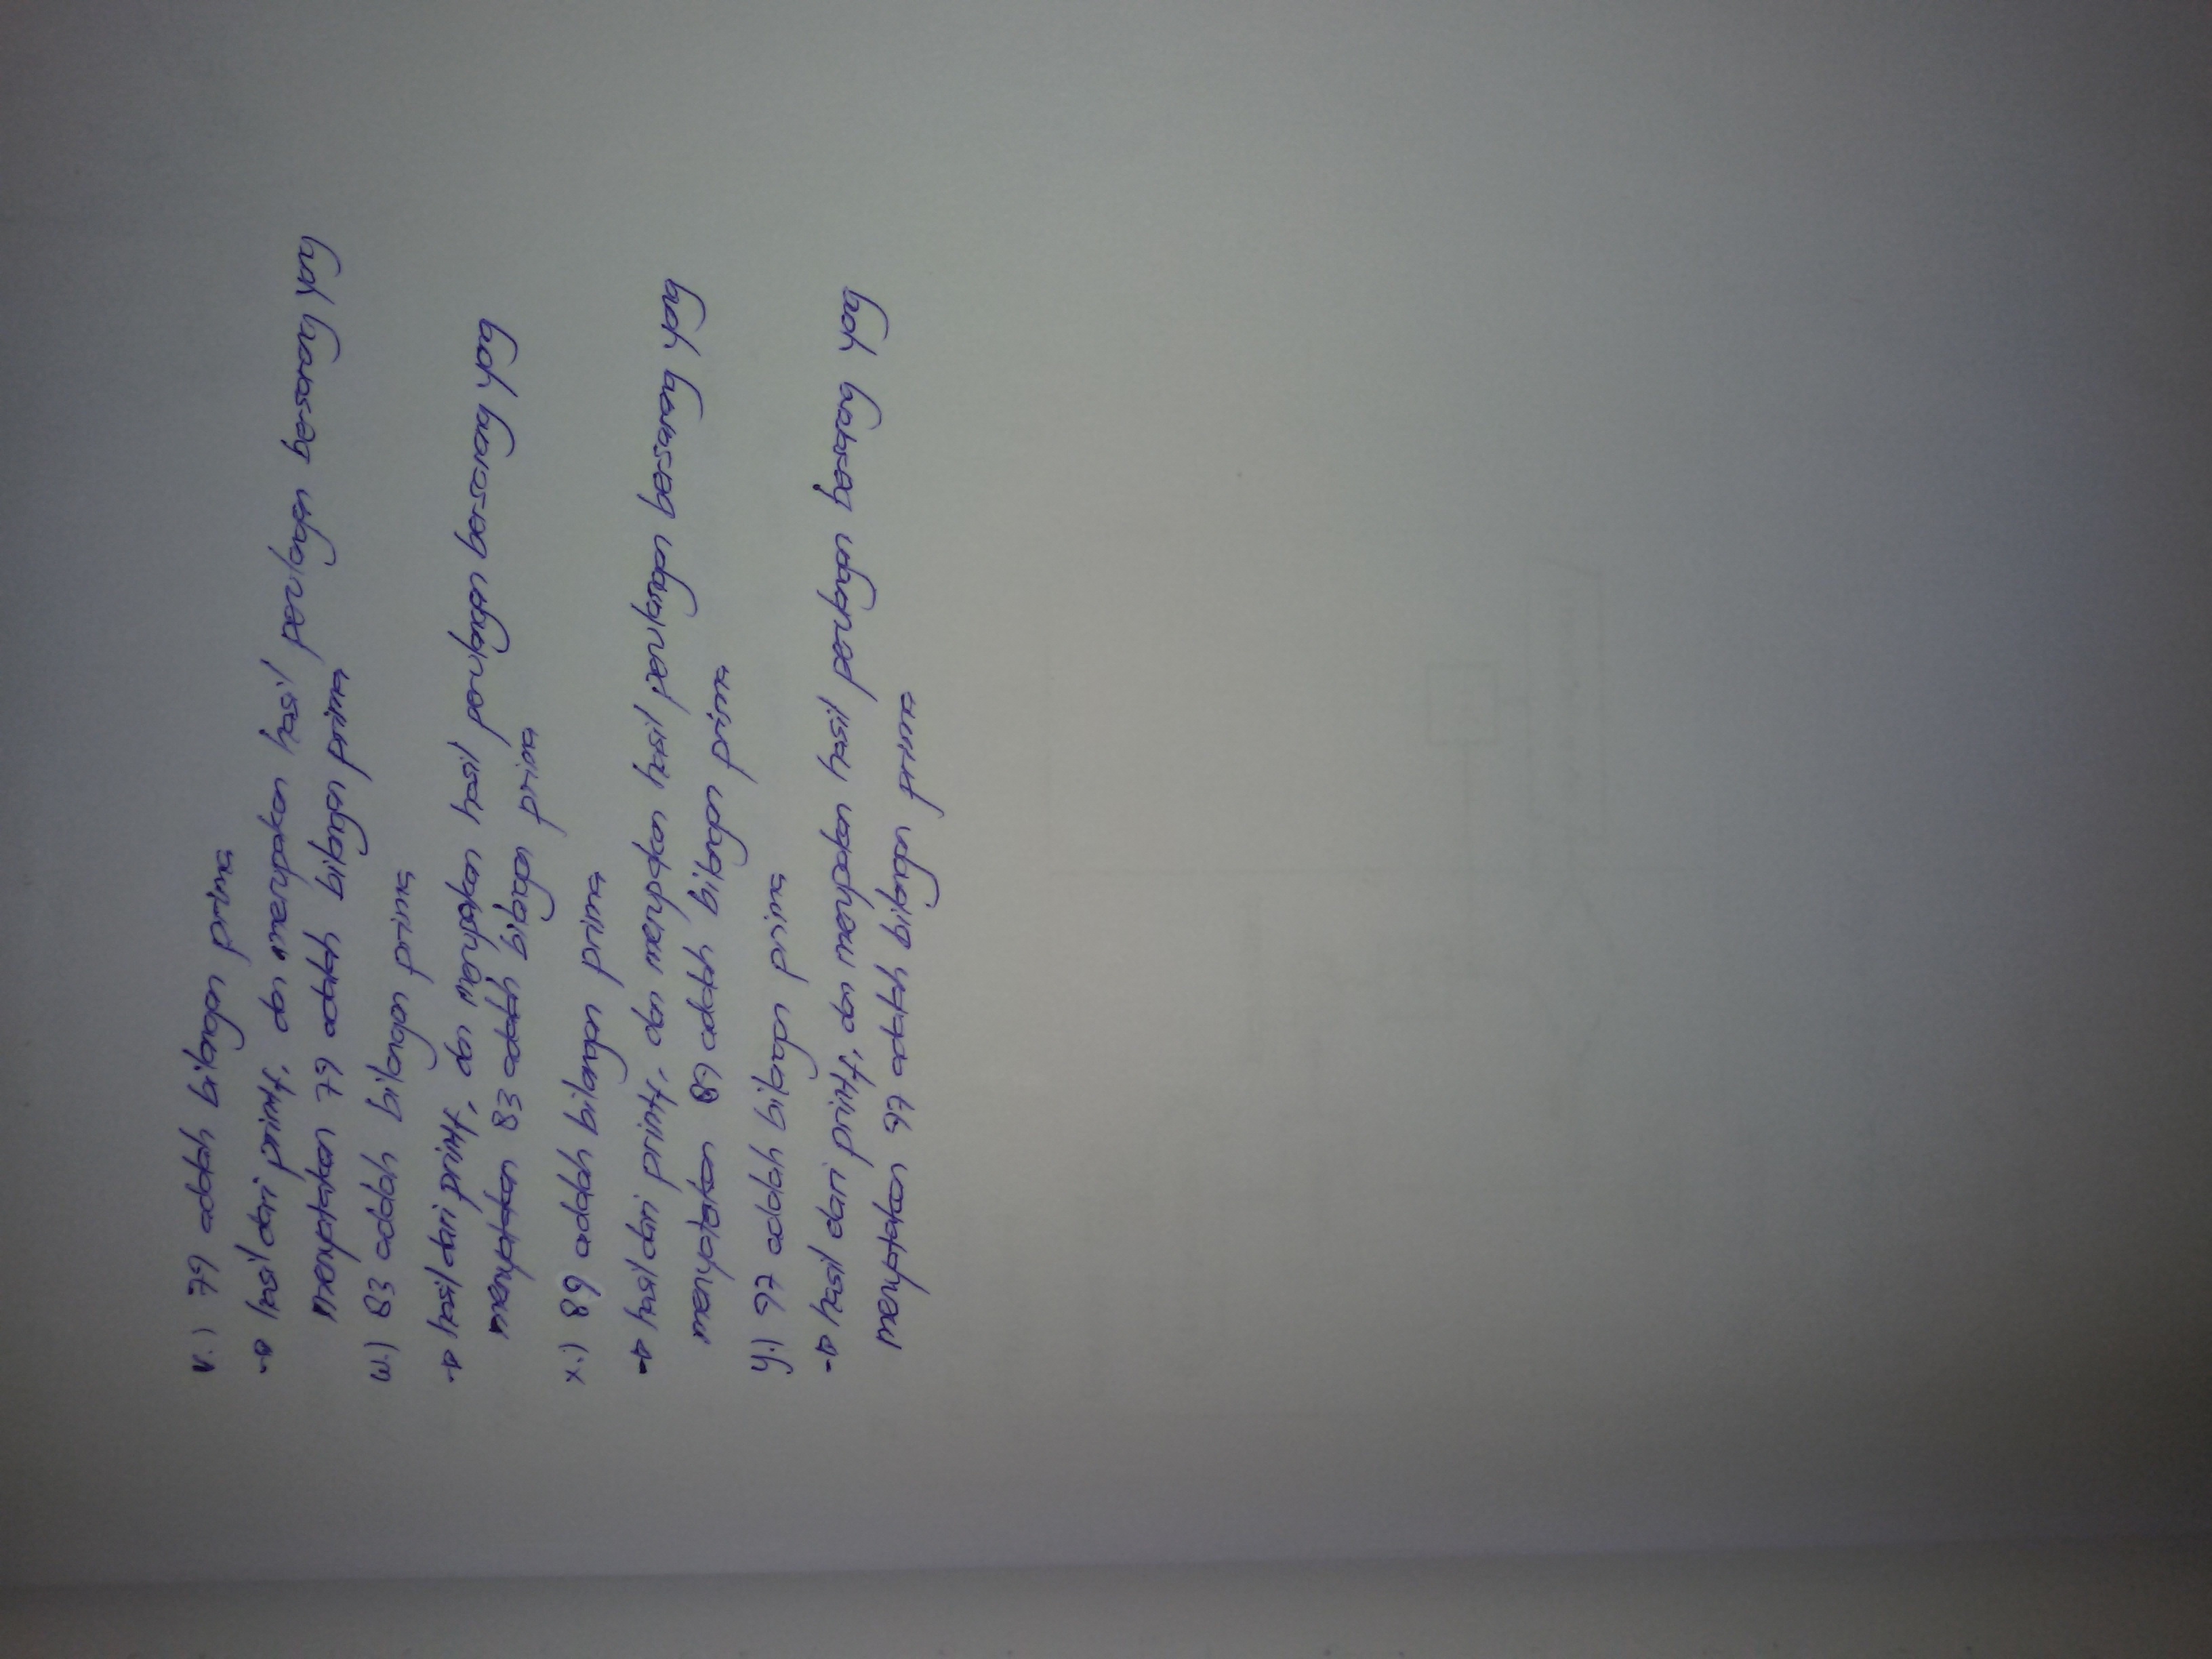 v.) 79 adalah bilangan prima
→ hasil dari printf, dan merupakan hasil perulangan bersarang yang
menyatakan 79 adalah bilangan prima
w.) 83 adalah bilangan prima
→ hasil dari printf, dan merupakan hasil perulangan bersarang yang
menyatakan 83 adalah bilangan prima
x.) 89 adalah bilangan prima
→ hasil dari printf, dan merupakan hasil perulangan bersarang yang
menyatakan 89 adalah bilangan prima
y.) 97 adalah bilangan prima
→ hasil dari printf, dan merupakan hasil perulangan bersarang yang
menyatakan 97 adalah bilangan prima